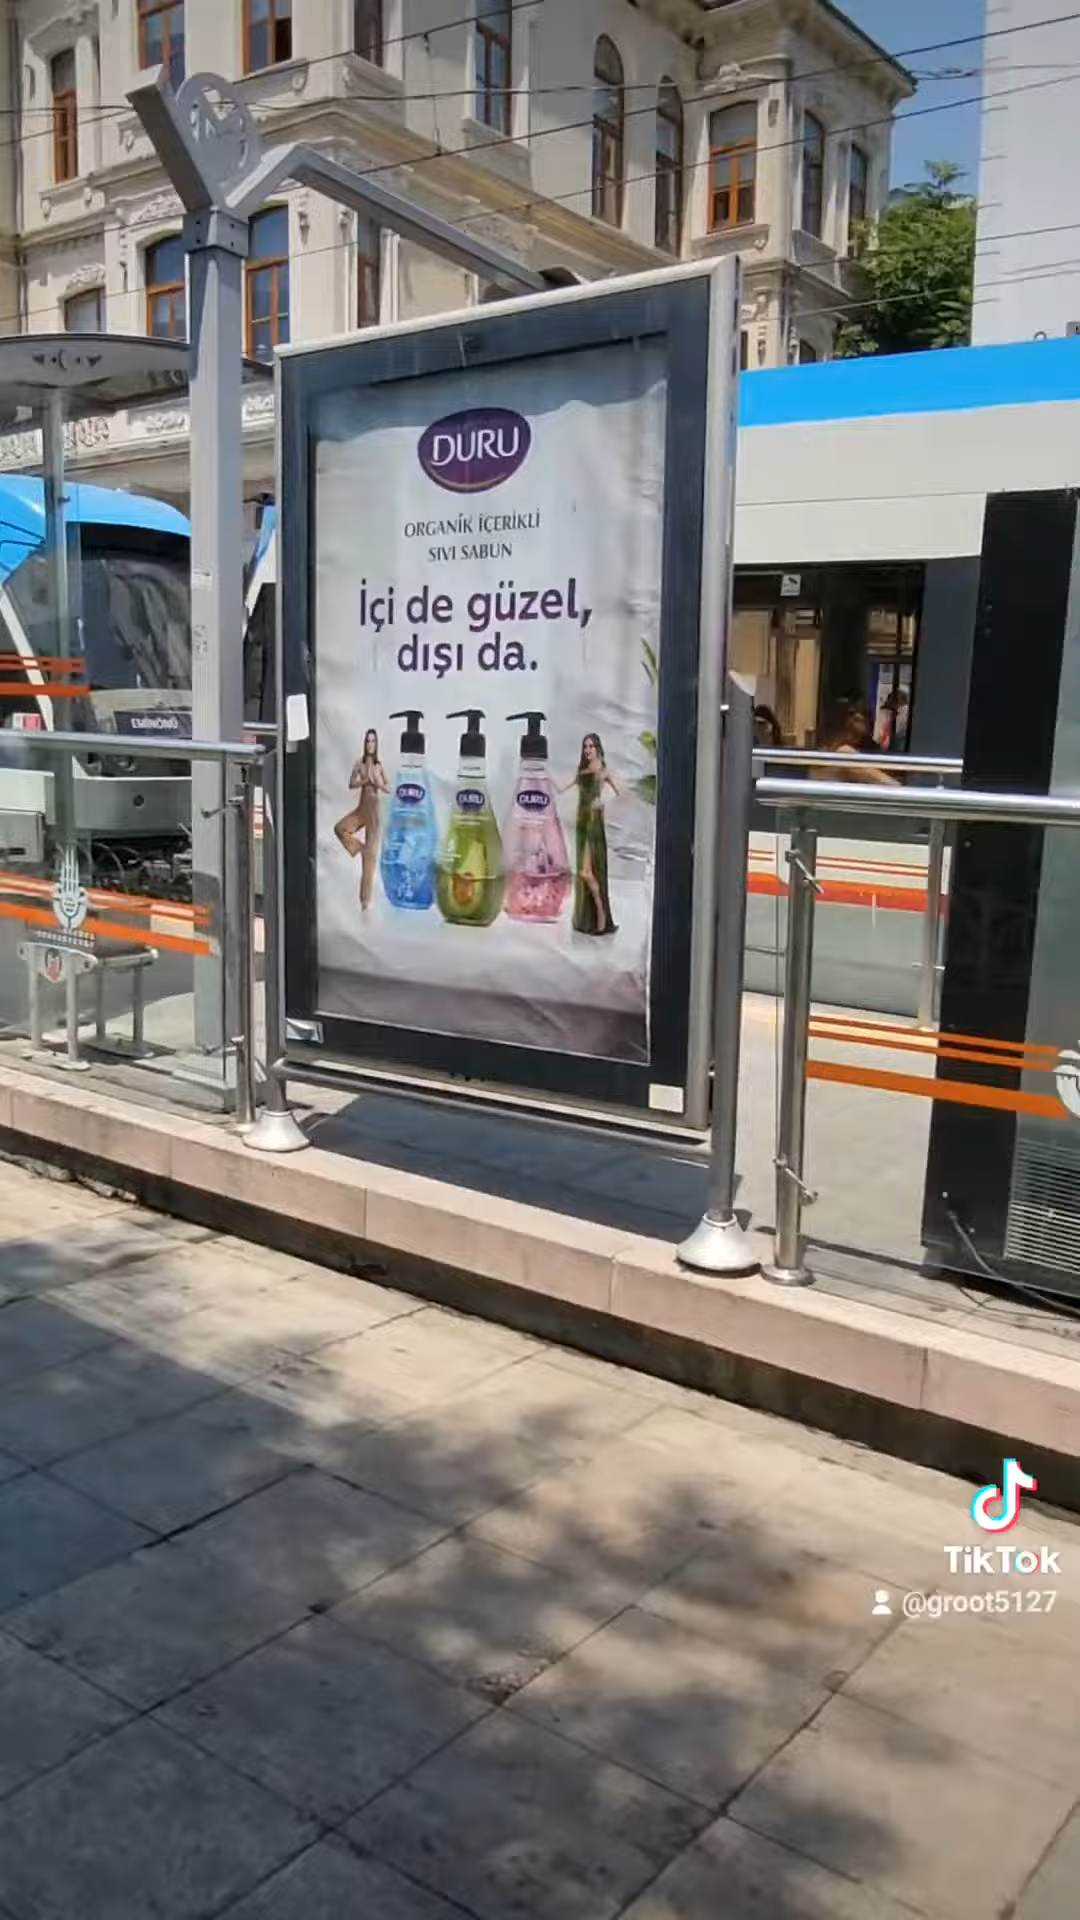 DURU
ORGANİK İÇERİKLİ
SIVI SABUN
İçi de güzel,
dışı da.
DURU
DURU
DURU
EMİNÖNÜ
TikTok
@groot5127